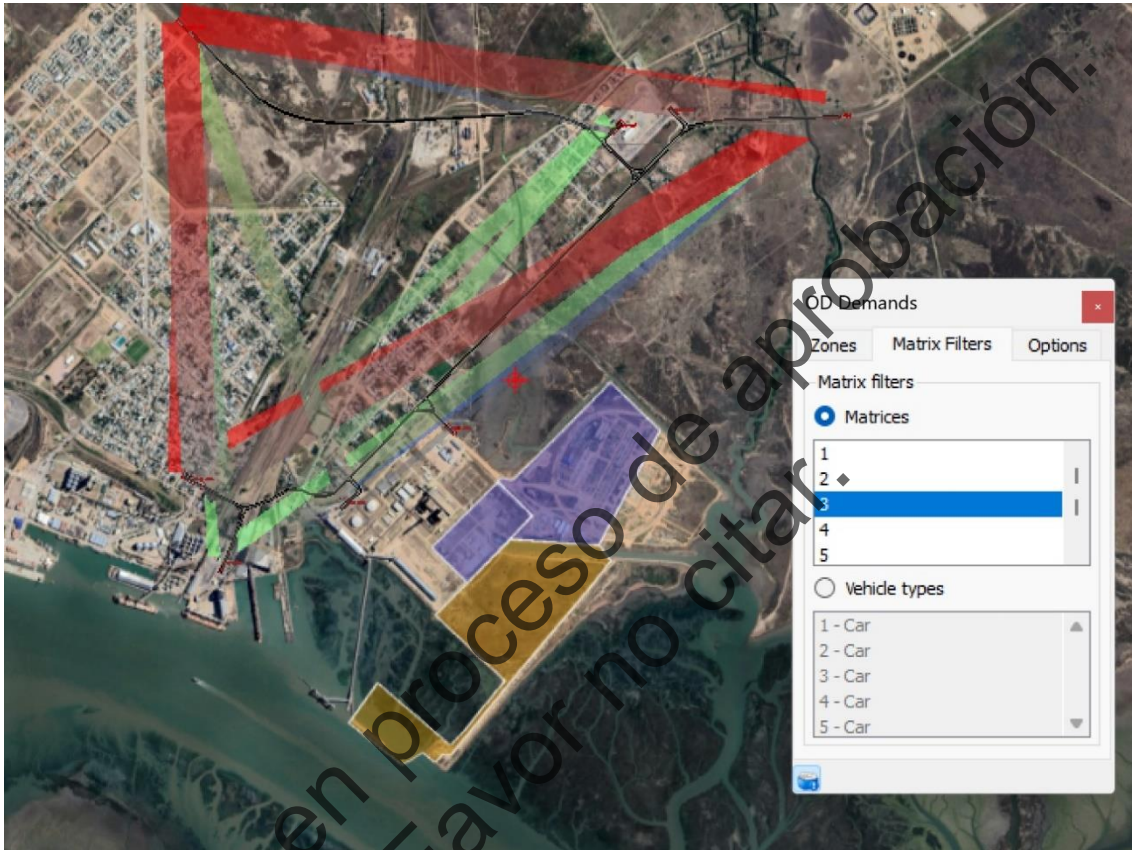 OD Demands
Zones Matrix Filters Options
Matrix filters
Matrices
1
2
3
4
5
Vehicle types
1 - Car
2 - Car
3 - Car
4 - Car
5 - Car
en proceso de aprobación.
Favor no citar.